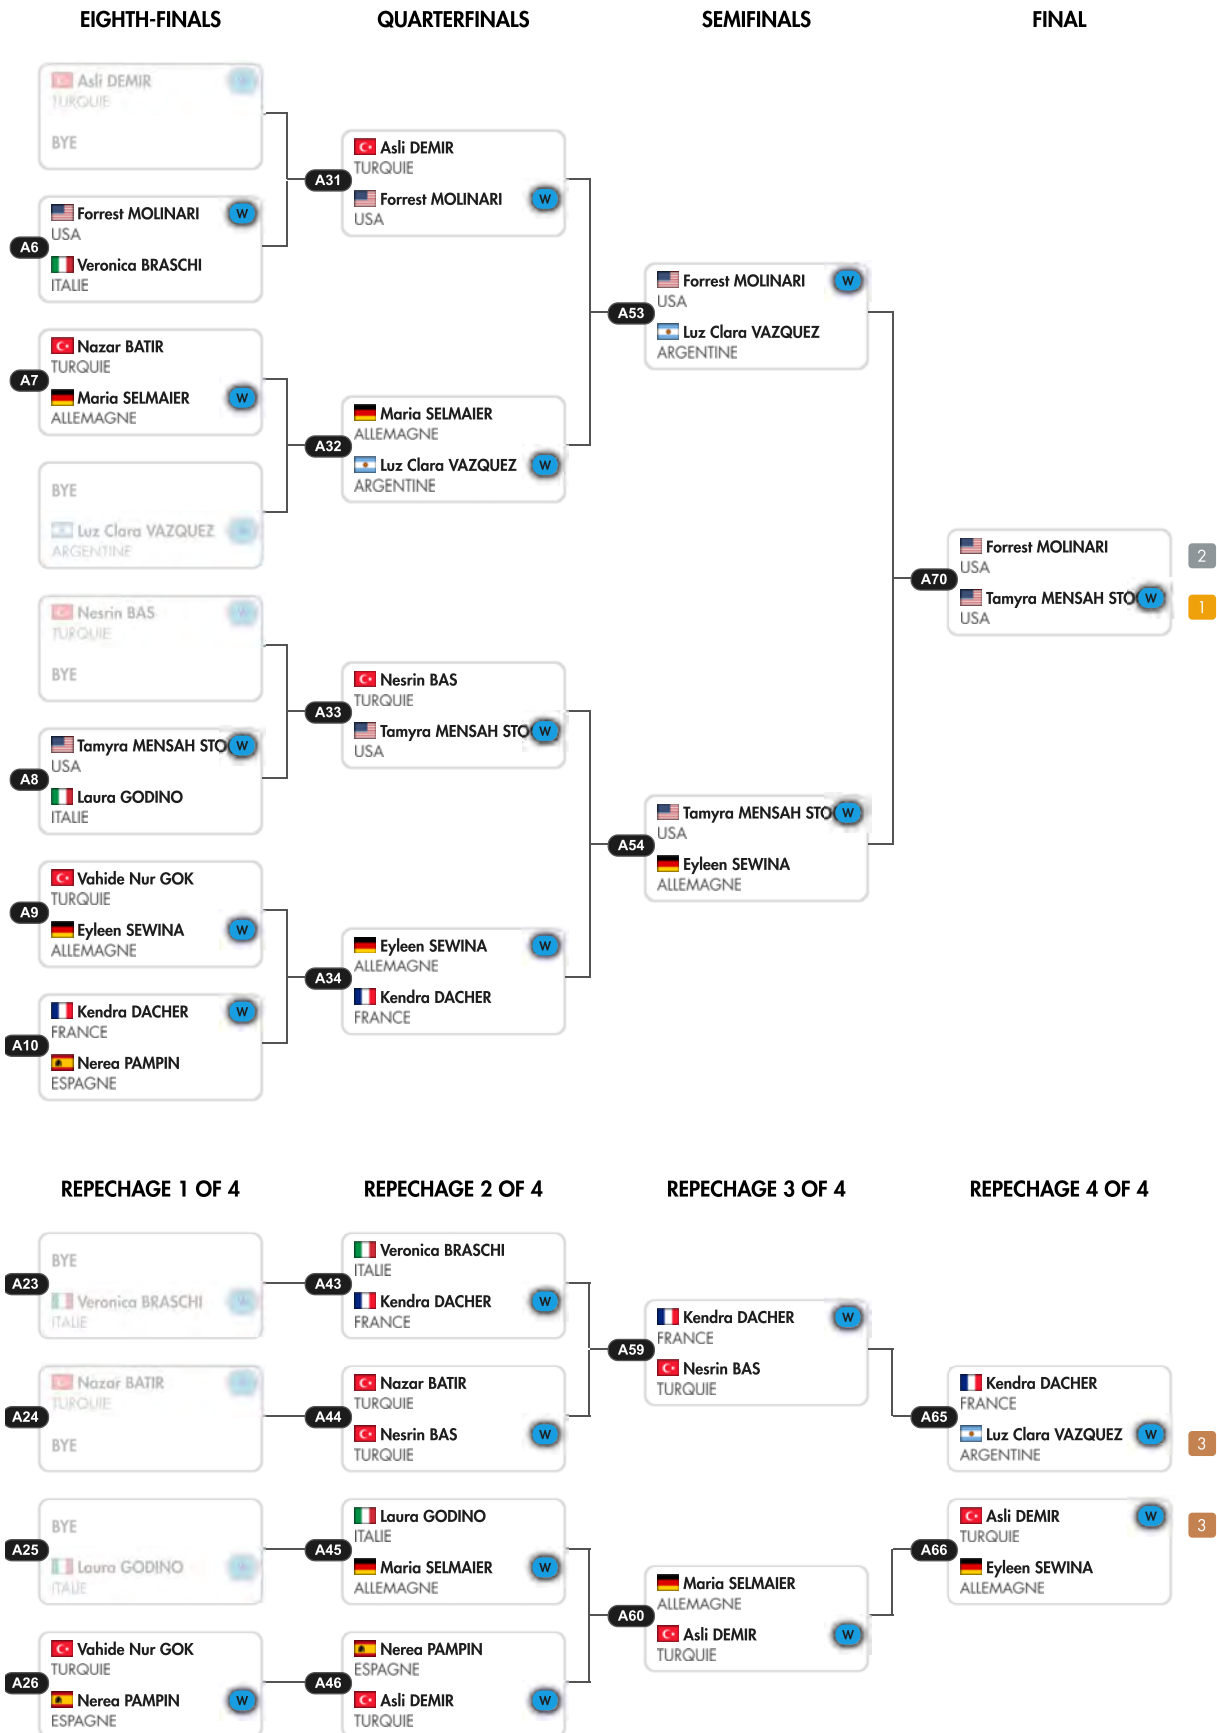 EIGHTH-FINALS
QUARTERFINALS
SEMIFINALS
FINAL
Asli DEMIR
TURQUIE
BYE
A6
Forrest MOLINARI
W
USA
Veronica BRASCHI
ITALIE
A7
Nazar BATIR
TURQUIE
Maria SELMAIER
W
ALLEMAGNE
BYE
Luz Clara VAZQUEZ
ARGENTINE
Nesrin BAS
TURQUIE
BYE
A8
Tamyra MENSAH STO
W
USA
Laura GODINO
ITALIE
A9
Vahide Nur GOK
TURQUIE
Eyleen SEWINA
W
ALLEMAGNE
A10
Kendra DACHER
W
FRANCE
Nerea PAMPIN
ESPAGNE
A31
Asli DEMIR
TURQUIE
Forrest MOLINARI
W
USA
A32
Maria SELMAIER
ALLEMAGNE
Luz Clara VAZQUEZ
W
ARGENTINE
A33
Nesrin BAS
TURQUIE
Tamyra MENSAH STO
W
USA
A34
Eyleen SEWINA
W
ALLEMAGNE
Kendra DACHER
FRANCE
A53
Forrest MOLINARI
W
USA
Luz Clara VAZQUEZ
ARGENTINE
A54
Tamyra MENSAH STO
W
USA
Eyleen SEWINA
ALLEMAGNE
A70
Forrest MOLINARI
2
USA
Tamyra MENSAH STO
W
1
USA
REPECHAGE 1 OF 4
REPECHAGE 2 OF 4
REPECHAGE 3 OF 4
REPECHAGE 4 OF 4
A23
BYE
Veronica BRASCHI
ITALIE
A24
Nazar BATIR
TURQUIE
BYE
A25
BYE
Laura GODINO
ITALIE
A26
Vahide Nur GOK
TURQUIE
Nerea PAMPIN
W
ESPAGNE
A43
Veronica BRASCHI
ITALIE
Kendra DACHER
W
FRANCE
A44
Nazar BATIR
TURQUIE
Nesrin BAS
W
TURQUIE
A45
Laura GODINO
ITALIE
Maria SELMAIER
W
ALLEMAGNE
A46
Nerea PAMPIN
ESPAGNE
Asli DEMIR
W
TURQUIE
A59
Kendra DACHER
W
FRANCE
Nesrin BAS
TURQUIE
A60
Maria SELMAIER
ALLEMAGNE
Asli DEMIR
W
TURQUIE
A65
Kendra DACHER
FRANCE
Luz Clara VAZQUEZ
W
3
ARGENTINE
A66
Asli DEMIR
W
3
TURQUIE
Eyleen SEWINA
ALLEMAGNE